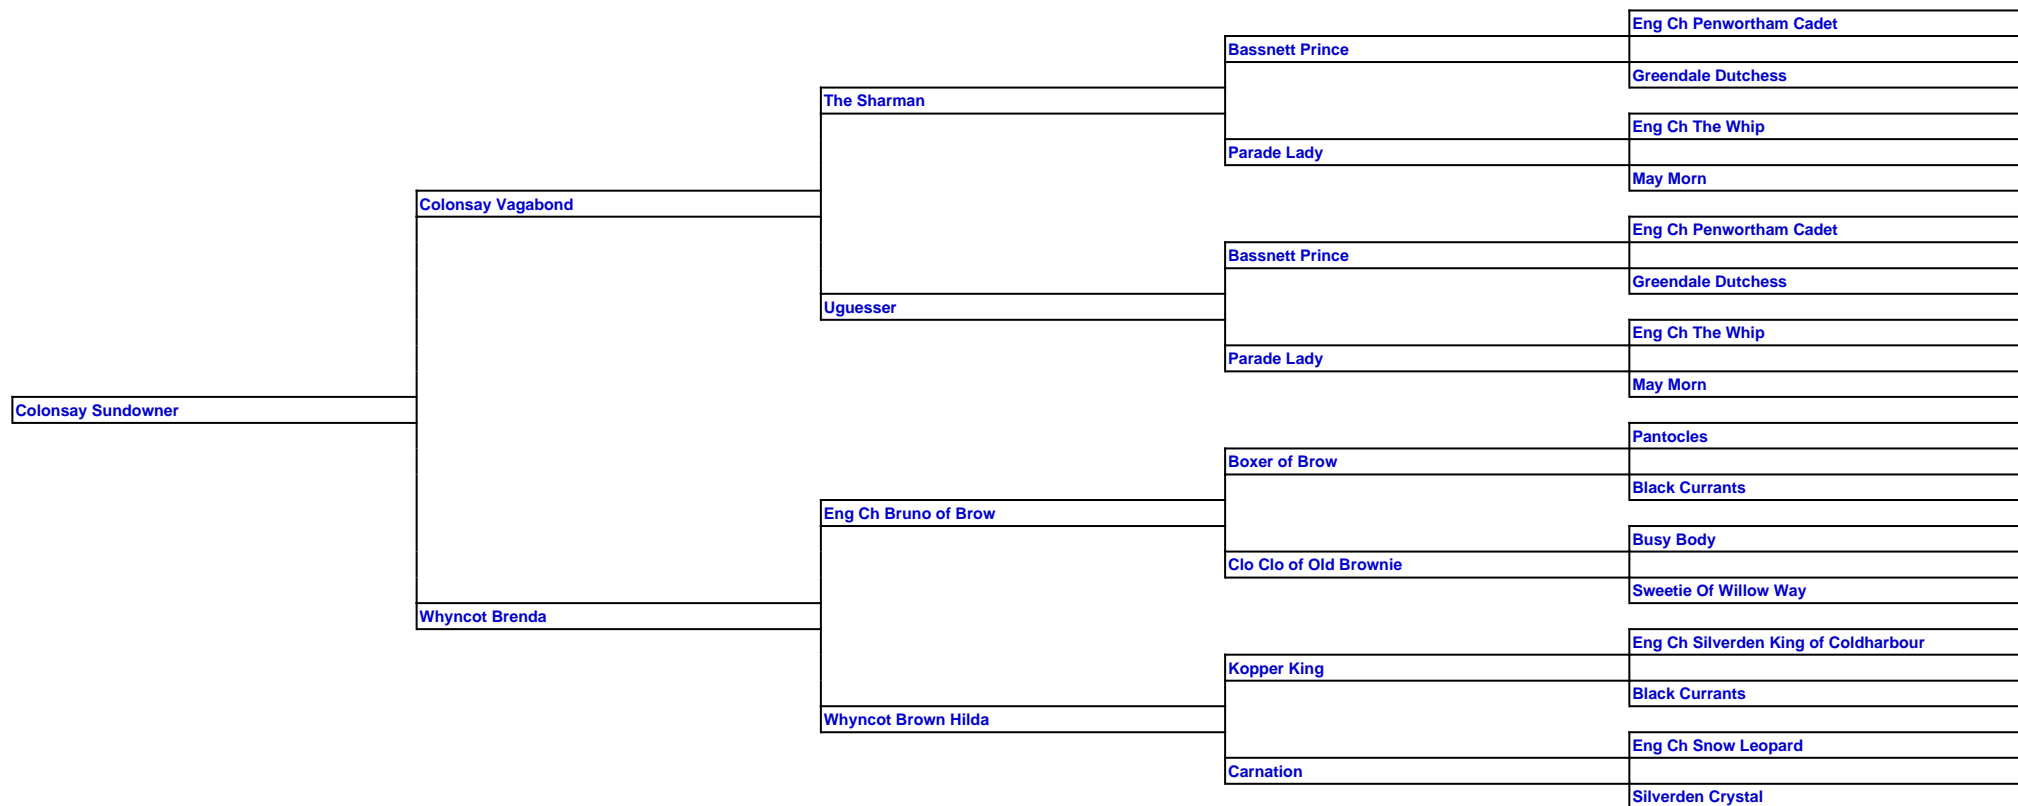 Eng Ch Penwortham Cadet
Bassnett Prince
Greendale Dutchess
The Sharman
Eng Ch The Whip
Parade Lady
May Morn
Colonsay Vagabond
Eng Ch Penwortham Cadet
Bassnett Prince
Greendale Dutchess
Uguesser
Eng Ch The Whip
Parade Lady
May Morn
Colonsay Sundowner
Pantocles
Boxer of Brow
Black Currants
Eng Ch Bruno of Brow
Busy Body
Clo Clo of Old Brownie
Sweetie Of Willow Way
Whyncot Brenda
Eng Ch Silverden King of Coldharbour
Kopper King
Black Currants
Whyncot Brown Hilda
Eng Ch Snow Leopard
Carnation
Silverden Crystal